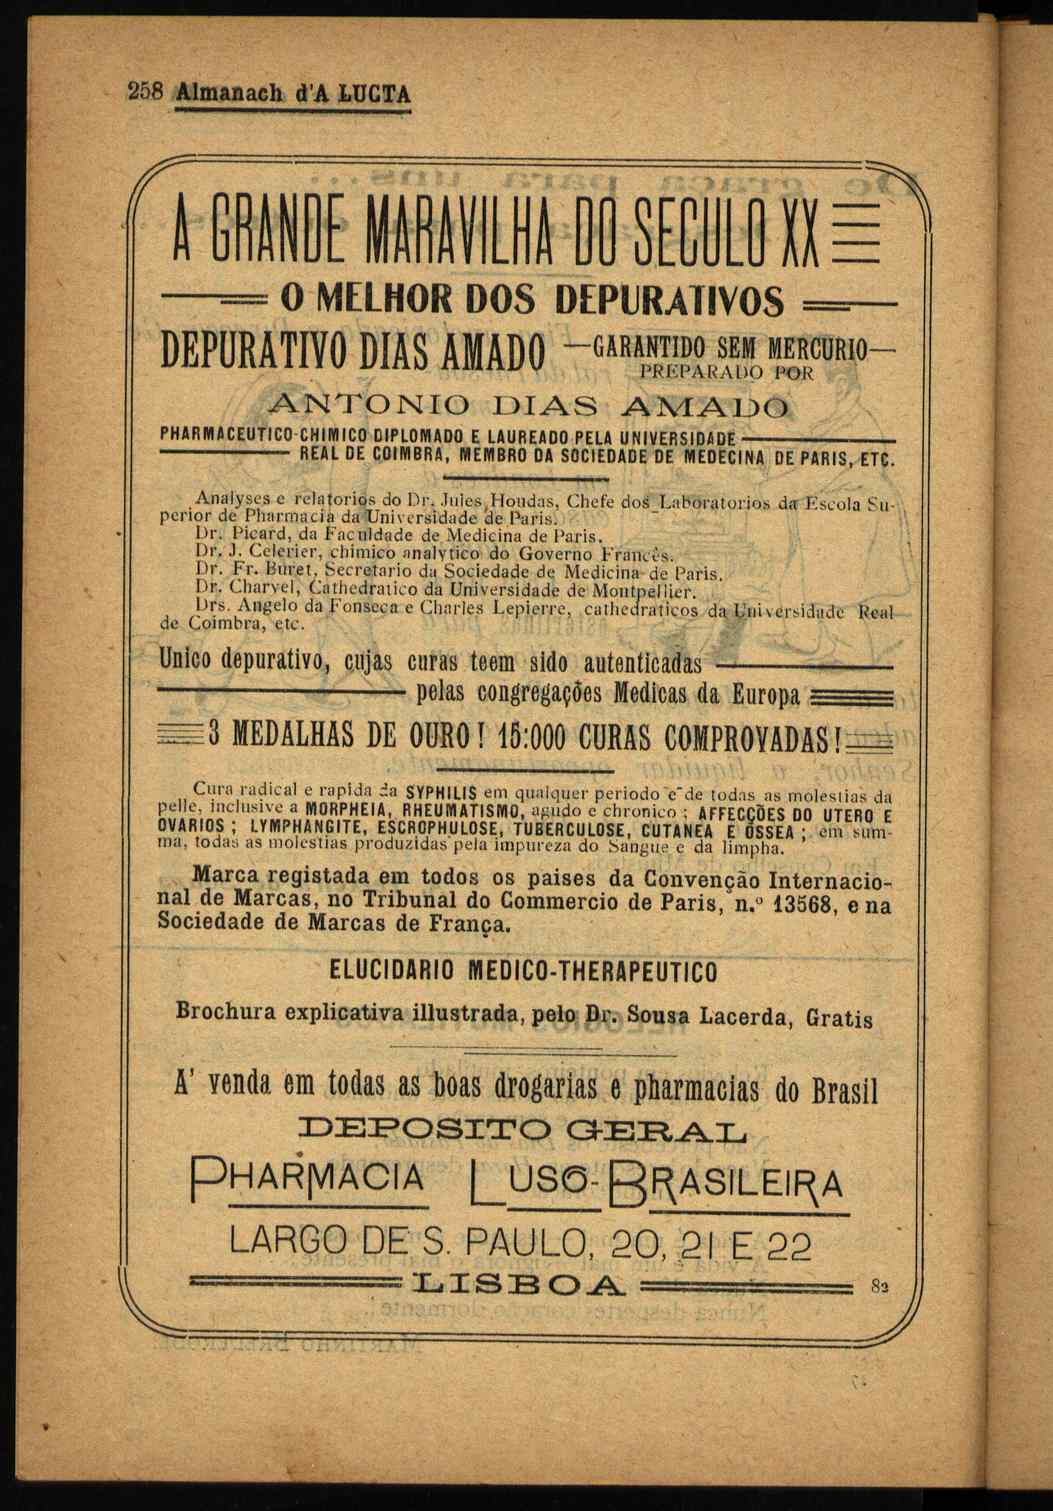 258 Almanach d'A LUCTA
A GRANDE MARAVILHA DO SECULO XX
O MELHOR DOS DEPURATIVOS
DEPURATIVO DIAS AMADO —GARANTIDO SEM MERCURIO—
PREPARADO POR
ANTONIO DIAS AMADO
PHARMACEUTICO-CHIMICO DIPLOMADO E LAUREADO PELA UNIVERSIDADE
REAL DE COIMBRA, MEMBRO DA SOCIEDADE DE MEDECINA DE PARIS, ETC.
Analyses e relatorios do Dr. Jules Houdas, Chefe dos Laboratorios da Escola Su-
perior de Pharmacia da Universidade de Paris.
Dr. Picard, da Faculdade de Medicina de Paris.
Dr. J. Celerier, chimico analytico do Governo Francês.
Dr. Fr. Buret, Secretario da Sociedade de Medicina de Paris.
Dr. Charvel, Cathedratico da Universidade de Montpellier.
Drs. Angelo da Fonseca e Charles Lepierre, cathedraticos da Universidade Real
de Coimbra, etc.
Unico depurativo, cujas curas teem sido autenticadas
pelas congregações Medicas da Europa
3 MEDALHAS DE OURO! 15:000 CURAS COMPROVADAS!
Cura radical e rapida da SYPHILIS em qualquer periodo e de todas as molestias da
pelle, inclusive a MORPHEIA, RHEUMATISMO, agudo e chronico; AFFECÇÕES DO UTERO E
OVARIOS; LYMPHANGITE, ESCROPHULOSE, TUBERCULOSE, CUTANEA E OSSEA; em sum-
ma, todas as molestias produzidas pela impureza do Sangue e da limpha.
Marca registada em todos os paises da Convenção Internacio-
nal de Marcas, no Tribunal do Commercio de Paris, n.º 13568, e na
Sociedade de Marcas de França.
ELUCIDARIO MEDICO-THERAPEUTICO
Brochura explicativa illustrada, pelo Dr. Sousa Lacerda, Gratis
A' venda em todas as boas drogarias e pharmacias do Brasil
DEPOSITO GERAL
PHARMACIA LUSO-BRASILEIRA
LARGO DE S. PAULO, 20, 21 E 22
LISBOA 82